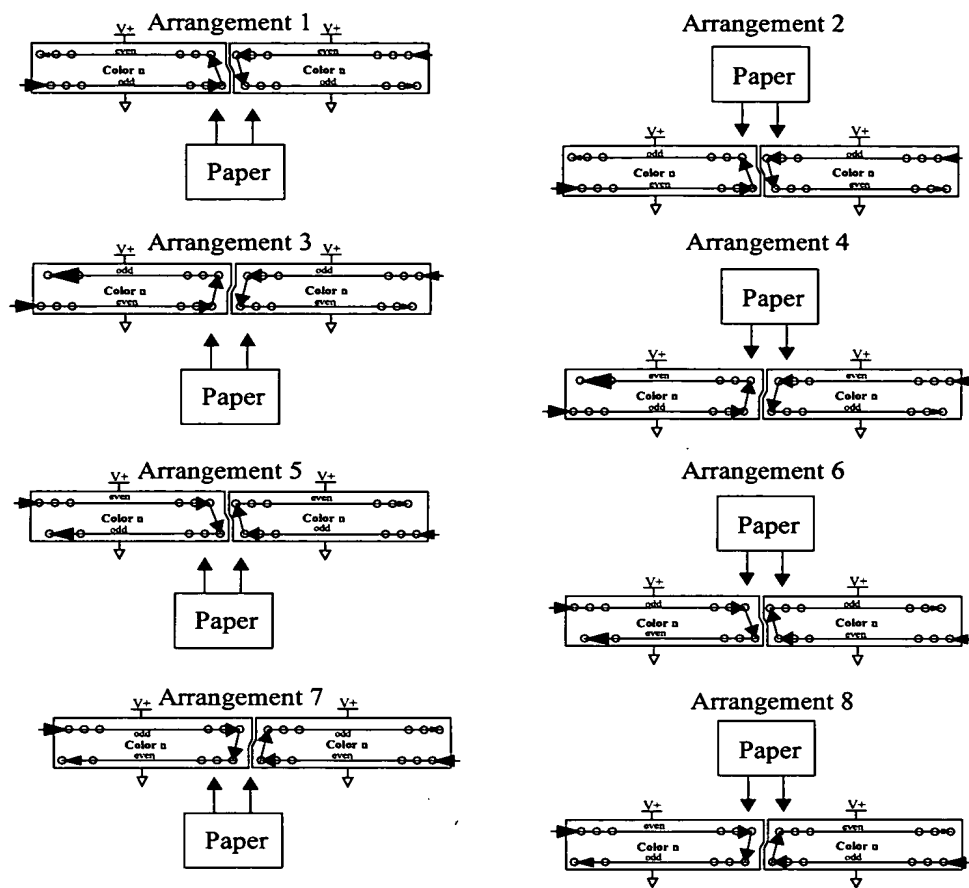 Arrangement 1
V+ V+
even even
Color n Color n
odd odd
Paper
Arrangement 2
Paper
V+ V+
odd odd
Color n Color n
even even
Arrangement 3
V+ V+
odd odd
Color n Color n
even even
Paper
Arrangement 4
Paper
V+ V+
even even
Color n Color n
odd odd
Arrangement 5
V+ V+
even even
Color n Color n
odd odd
Paper
Arrangement 6
Paper
V+ V+
odd odd
Color n Color n
even even
Arrangement 7
V+ V+
odd odd
Color n Color n
even even
Paper
Arrangement 8
Paper
V+ V+
even even
Color n Color n
odd odd